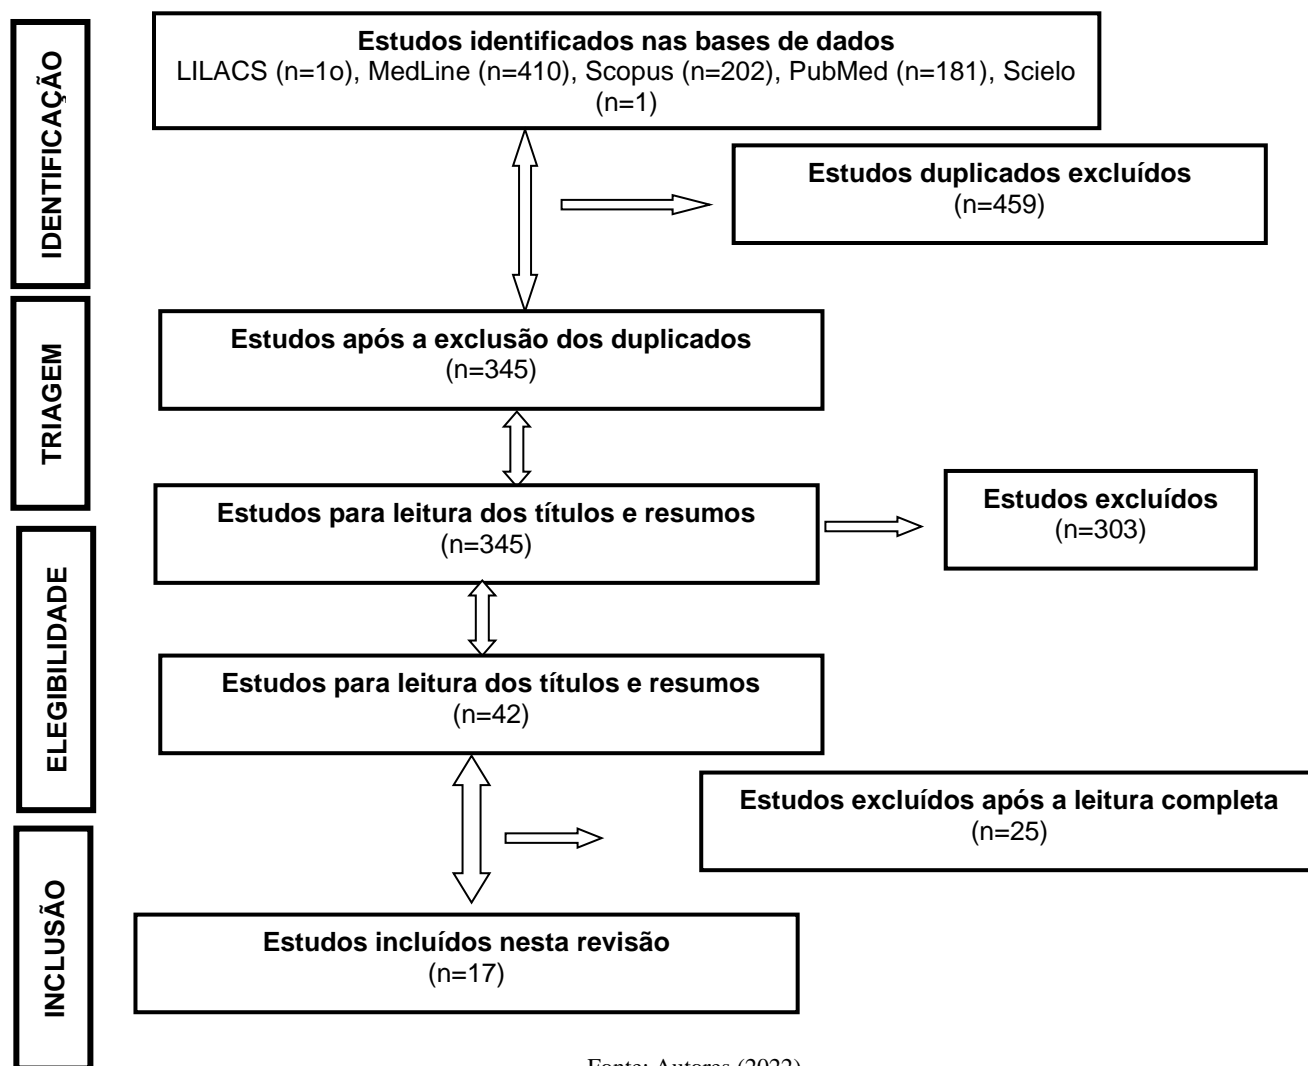 IDENTIFICAÇÃO
Estudos identificados nas bases de dados
LILACS (n=1o), MedLine (n=410), Scopus (n=202), PubMed (n=181), Scielo
(n=1)
Estudos duplicados excluídos
(n=459)
TRIAGEM
Estudos após a exclusão dos duplicados
(n=345)
Estudos para leitura dos títulos e resumos
(n=345)
Estudos excluídos
(n=303)
ELEGIBILIDADE
Estudos para leitura dos títulos e resumos
(n=42)
Estudos excluídos após a leitura completa
(n=25)
INCLUSÃO
Estudos incluídos nesta revisão
(n=17)
Fonte: Autores (2022)